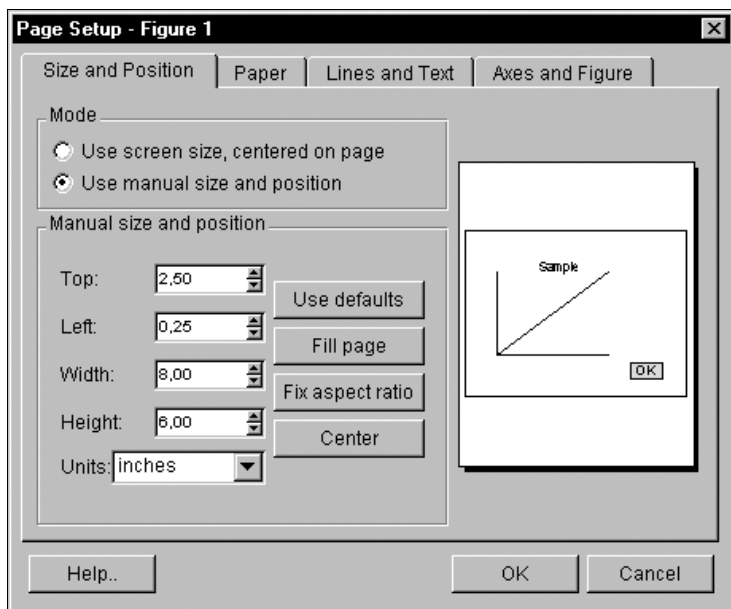 Page Setup - Figure 1
Size and Position Paper Lines and Text Axes and Figure
Mode
Use screen size, centered on page
Use manual size and position
Manual size and position
Top: 2,50
Left: 0,25
Width: 8,00
Height: 6,00
Units: inches
Use defaults
Fill page
Fix aspect ratio
Center
Sample
OK
Help.. OK Cancel